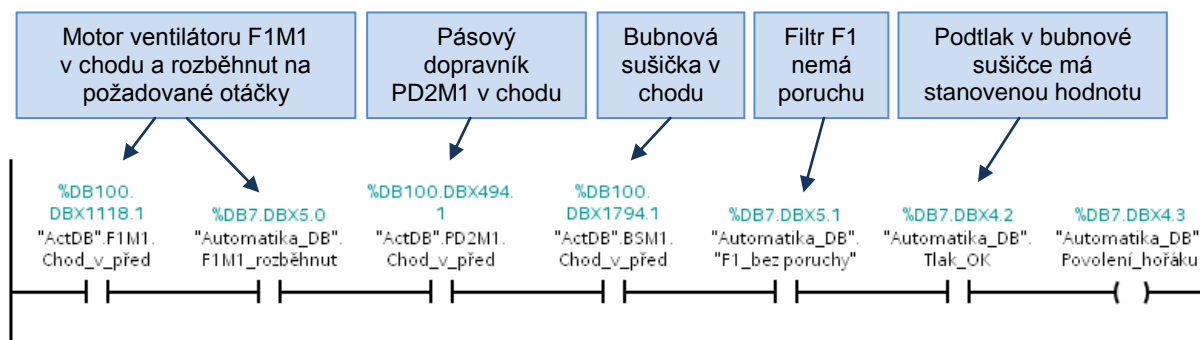 Motor ventilátoru F1M1
v chodu a rozběhnut na
požadované otáčky
Pásový
dopravník
PD2M1 v chodu
Bubnová
sušička v
chodu
Filtr F1
nemá
poruchu
Podtlak v bubnové
sušičce má
stanovenou hodnotu
%DB100.
DBX1118.1
"ActDB".F1M1.
Chod_v_před
%DB7.DBX5.0
"Automatika_DB".
F1M1_rozběhnut
%DB100.DBX494.
1
"ActDB".PD2M1.
Chod_v_před
%DB100.
DBX1794.1
"ActDB".BSM1.
Chod_v_před
%DB7.DBX5.1
"Automatika_DB".
"F1_bez poruchy"
%DB7.DBX4.2
"Automatika_DB".
Tlak_OK
%DB7.DBX4.3
"Automatika_DB".
Povolení_hořáku